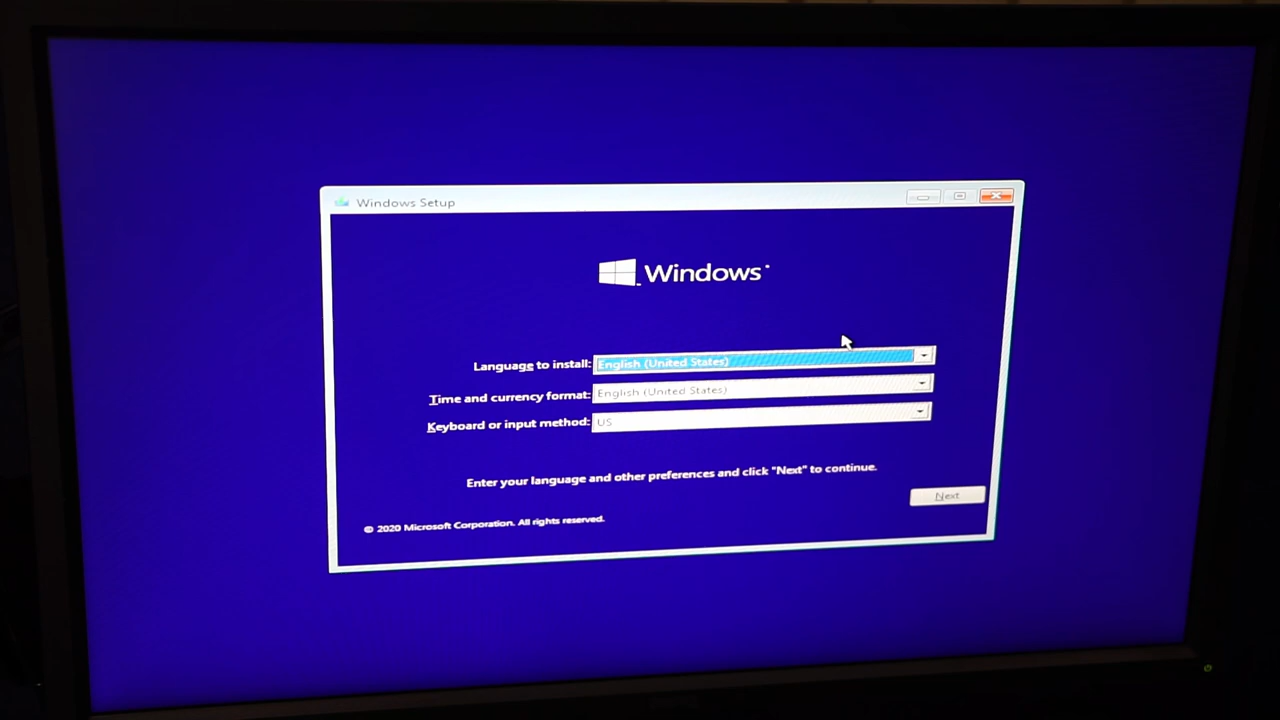 Windows Setup
Windows
Language to install: English (United States)
Time and currency format: English (United States)
Keyboard or input method: US
Enter your language and other preferences and click "Next" to continue.
Next
© 2020 Microsoft Corporation. All rights reserved.